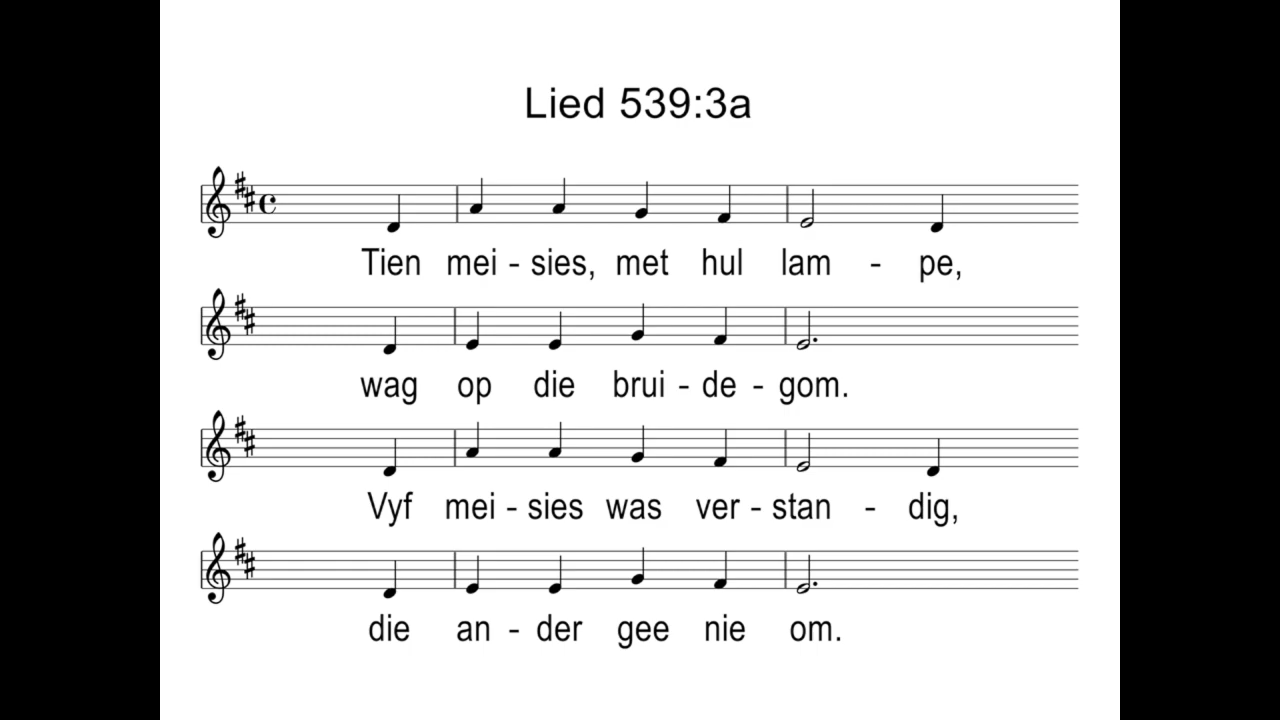 Lied 539:3a
Tien mei - sies, met hul lam - pe,
wag op die brui - de - gom.
Vyf mei - sies was ver - stan - dig,
die an - der gee nie om.